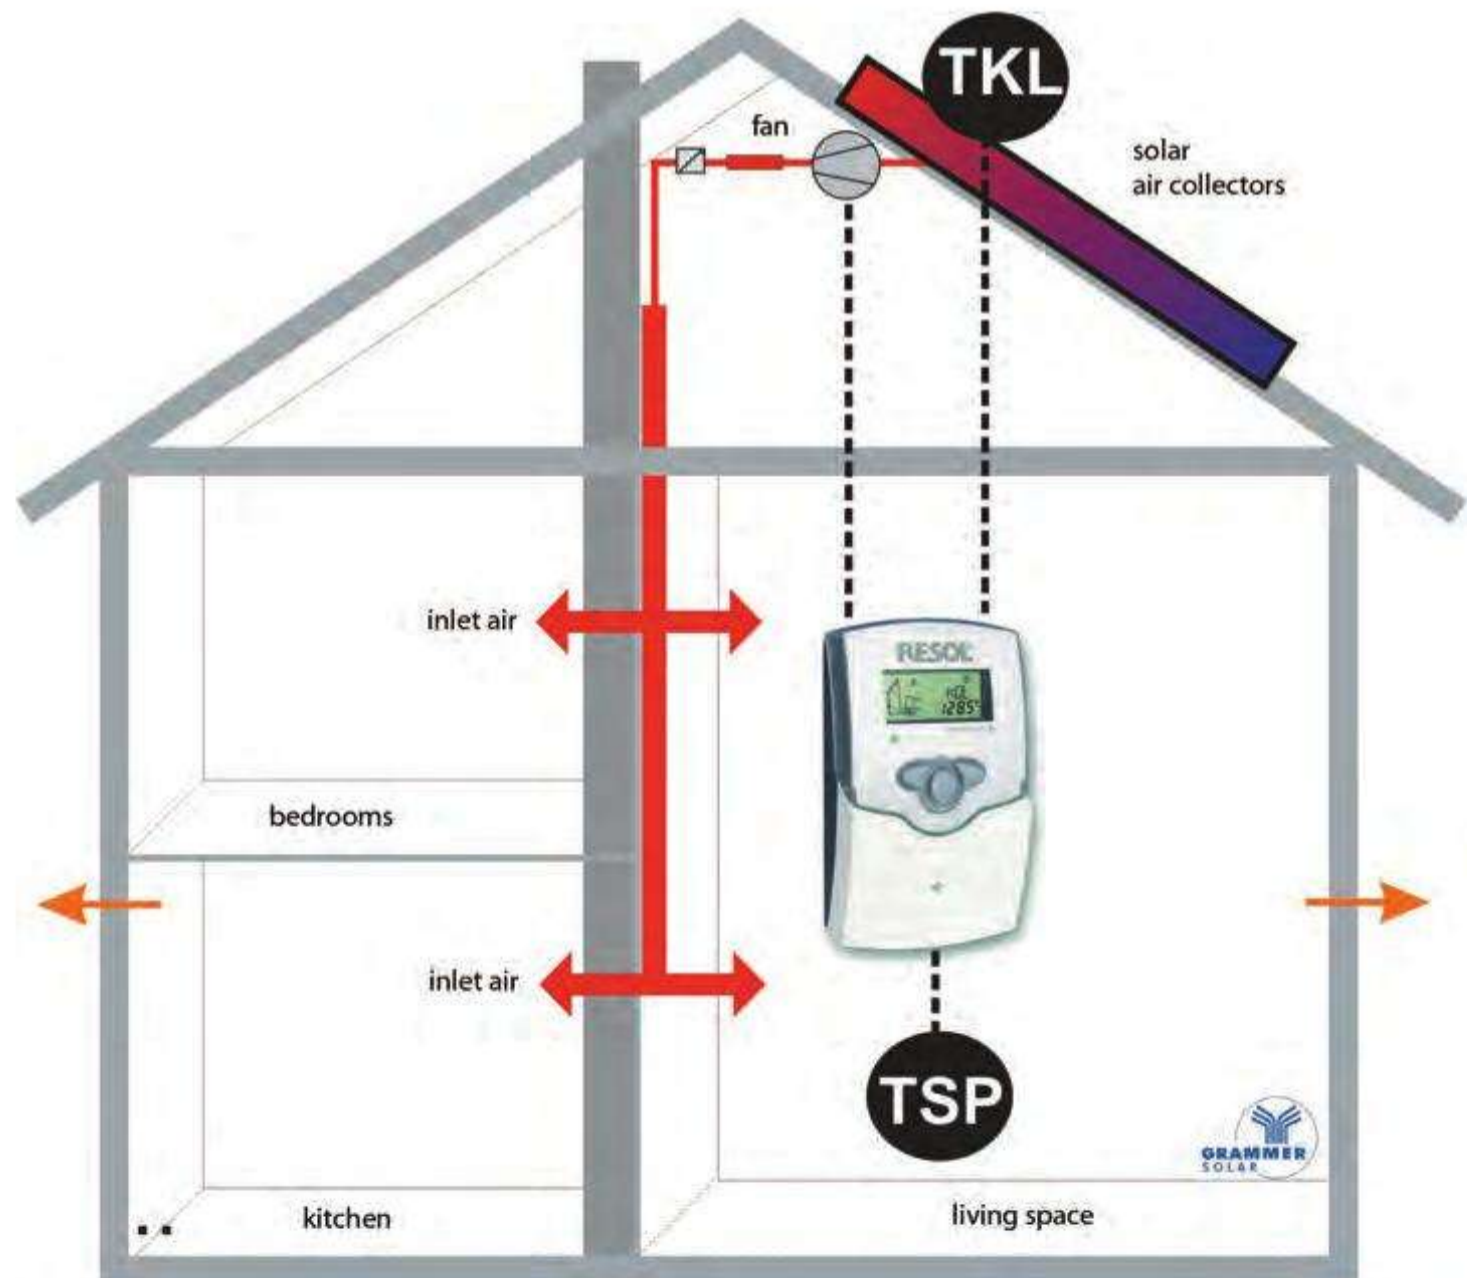 TKL
fan
solar
air collectors
inlet air
RESOL
bedrooms
inlet air
TSP
GRAMMER
SOLAR
kitchen
living space